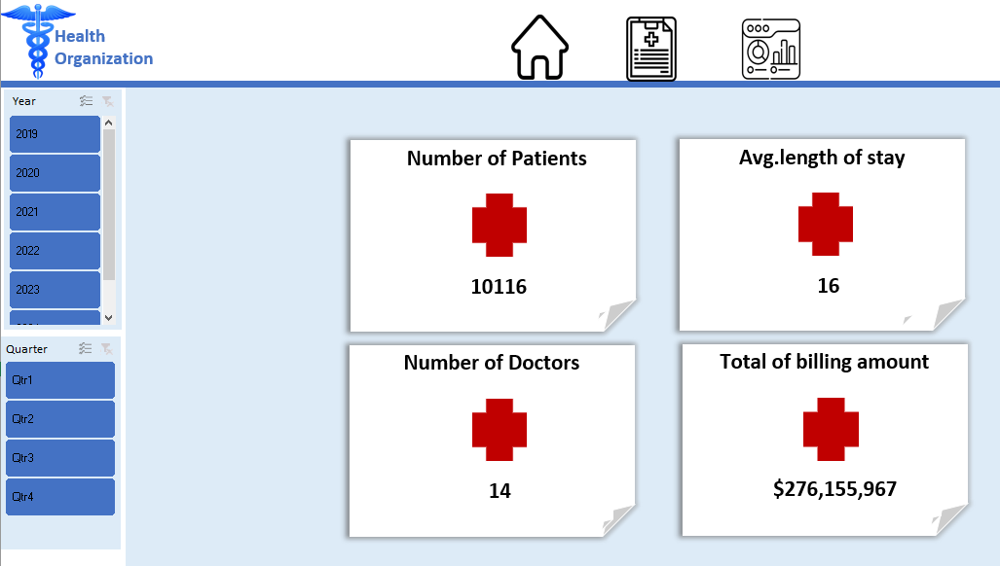 Health
Organization
Year
2019
2020
2021
2022
2023
Quarter
Qtr1
Qtr2
Qtr3
Qtr4
Number of Patients
10116
Avg.length of stay
16
Number of Doctors
14
Total of billing amount
$276,155,967